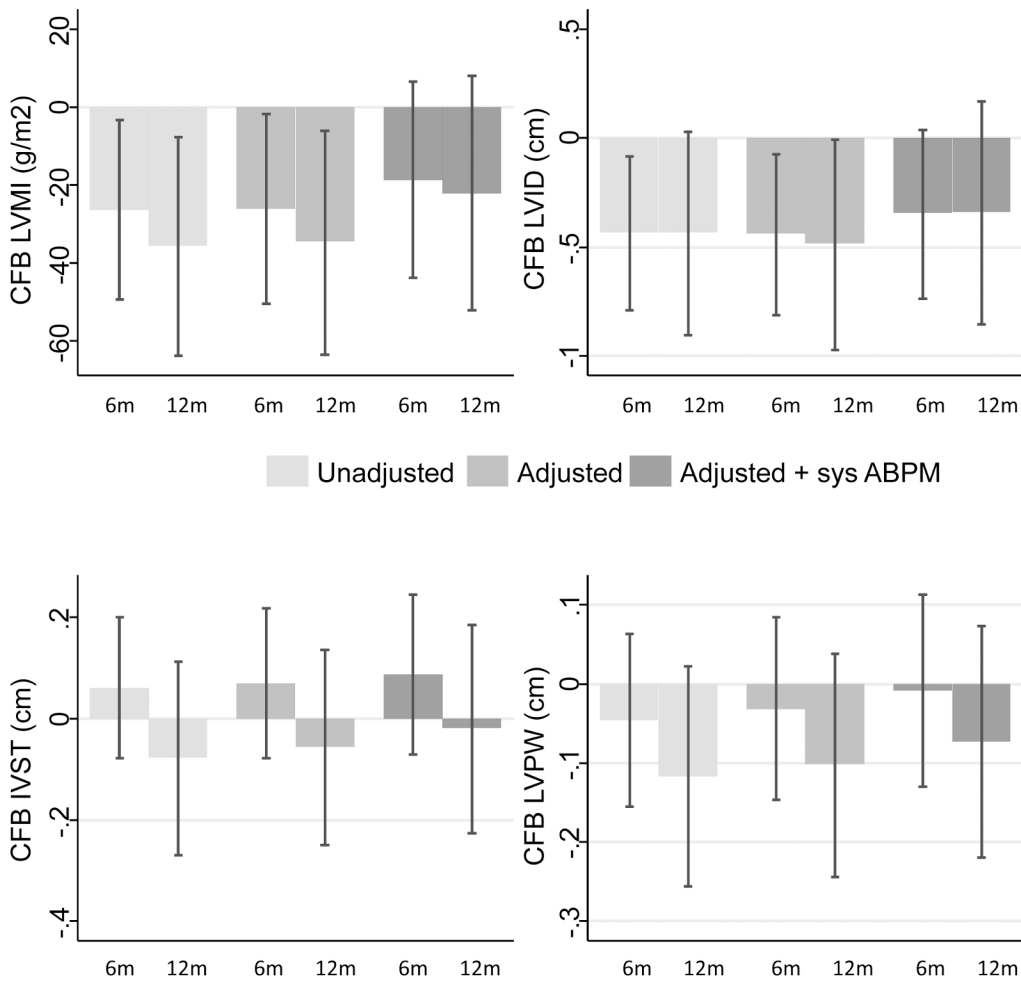 CFB LVMI (g/m2)
20
0
-20
-40
-60
6m 12m 6m 12m 6m 12m
CFB LVID (cm)
.5
0
-.5
-1
6m 12m 6m 12m 6m 12m
Unadjusted Adjusted Adjusted + sys ABPM
CFB IVST (cm)
.2
0
-.2
-.4
6m 12m 6m 12m 6m 12m
CFB LVPW (cm)
.1
0
-.1
-.2
-.3
6m 12m 6m 12m 6m 12m